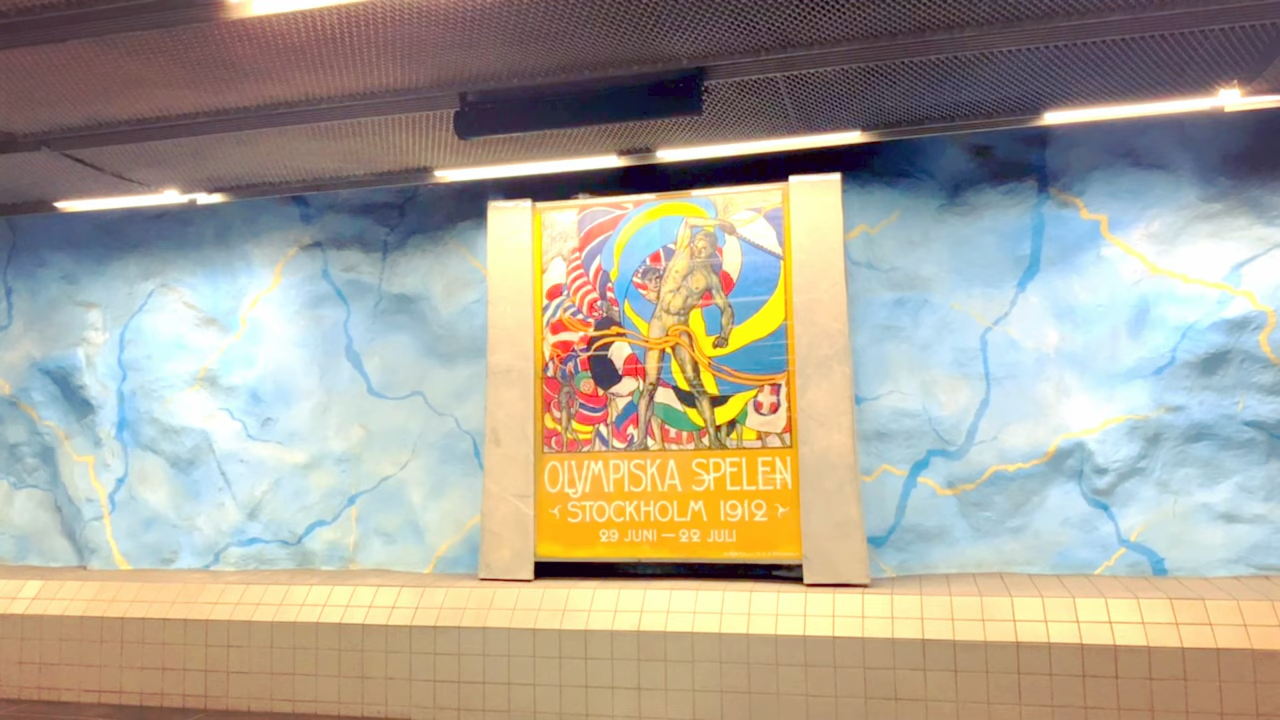 OLYMPISKA SPELEN
STOCKHOLM 1912
29 JUNI — 22 JULI